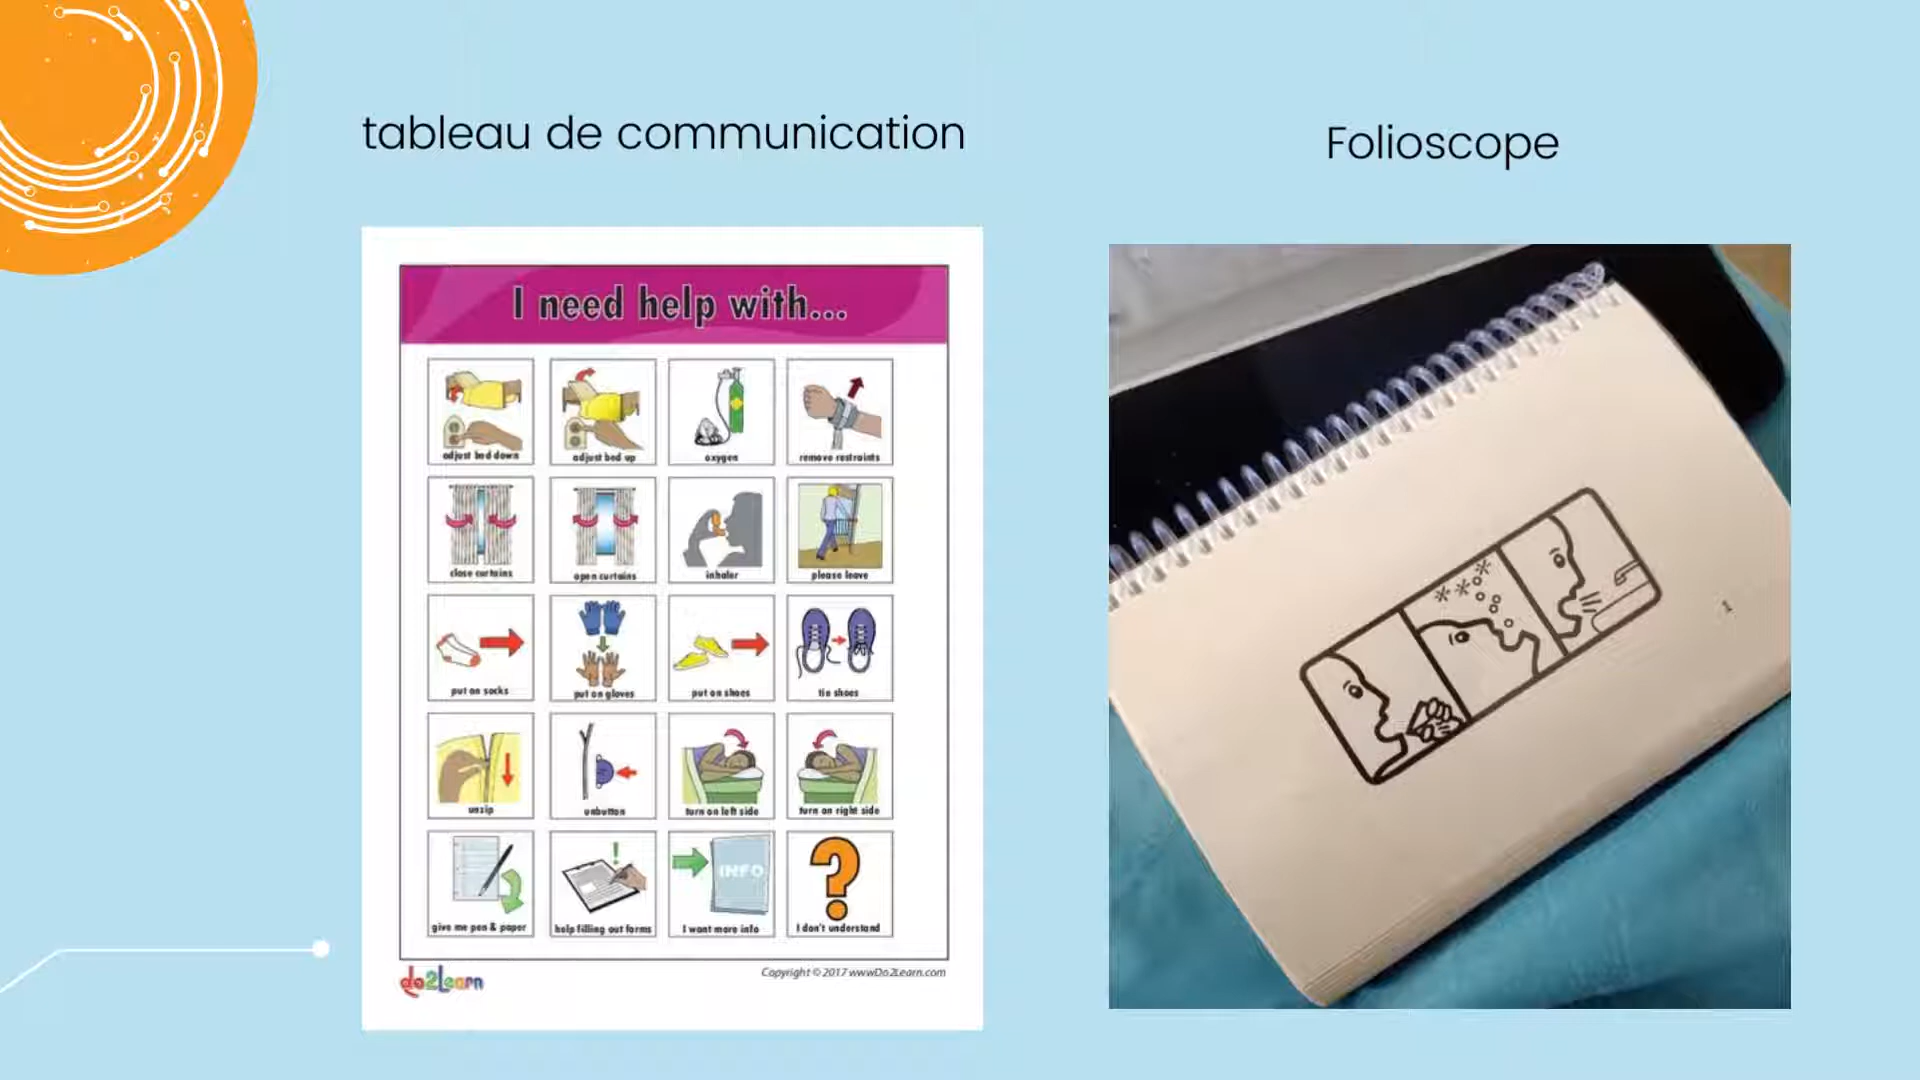 tableau de communication
Folioscope
I need help with...
adjust bed down
adjust bed up
oxygen
remove restraints
close curtains
open curtains
inhaler
please leave
put on socks
put on gloves
put on shoes
tie shoes
unzip
unbutton
turn on left side
turn on right side
INFO
give me pen & paper
help filling out forms
I want more info
I don't understand
do2learn
Copyright © 2017 wwwDo2Learn.com